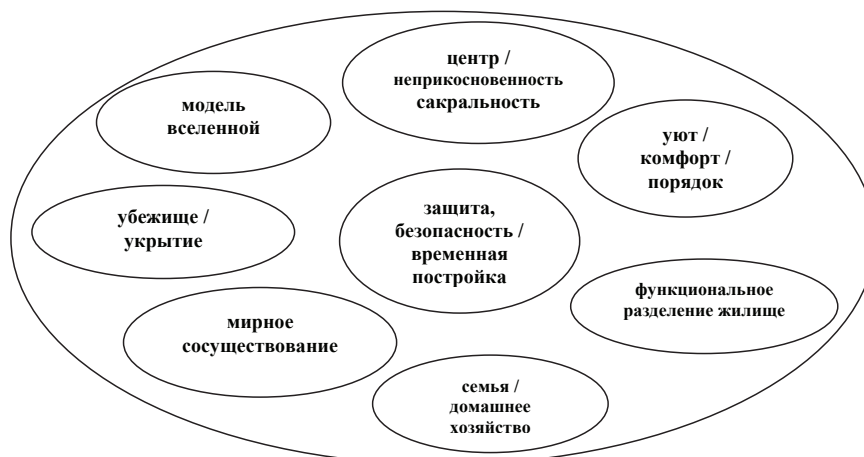 центр /
неприкосновенность
сакральность
модель
вселенной
уют /
комфорт /
порядок
убежище /
укрытие
защита,
безопасность /
временная
постройка
функциональное
разделение жилище
мирное
сосуществование
семья /
домашнее
хозяйство